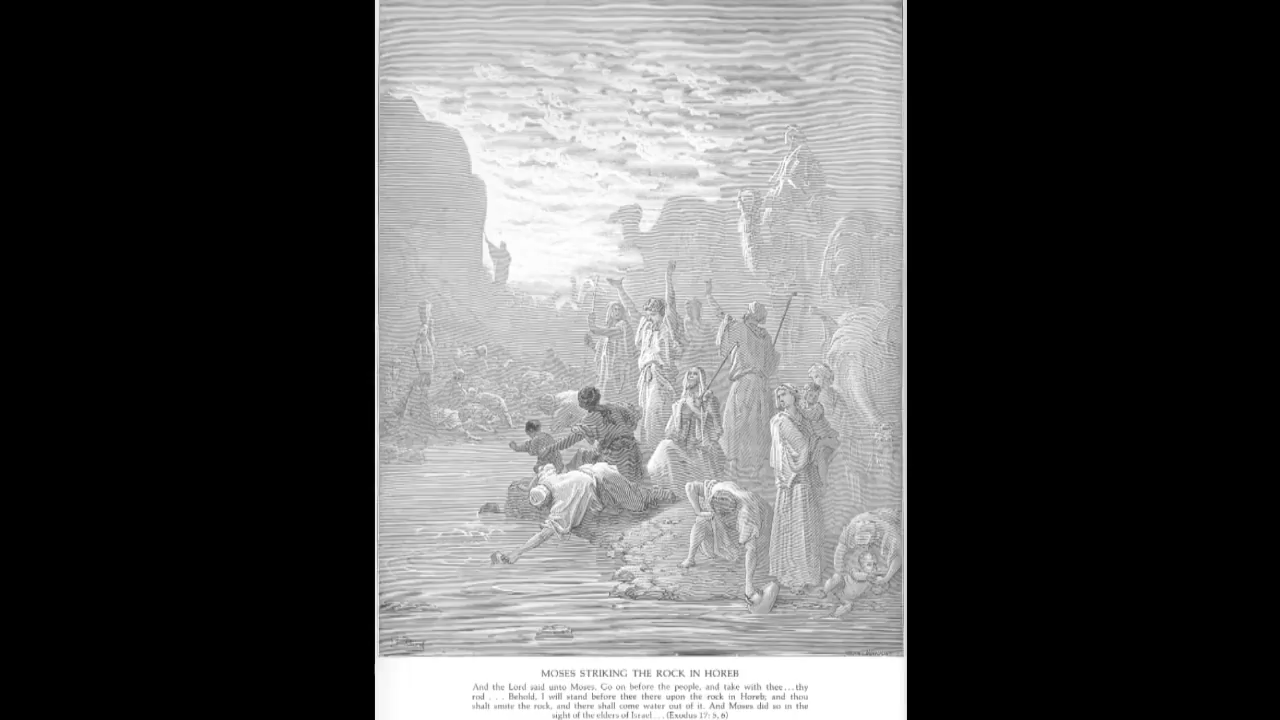 MOSES STRIKING THE ROCK IN HOREB
And the Lord said unto Moses, Go on before the people, and take with thee...thy
rod . . . Behold, I will stand before thee there upon the rock in Horeb; and thou
shalt smite the rock, and there shall come water out of it. And Moses did so in the
sight of the elders of Israel . . . (Exodus 17: 5, 6)